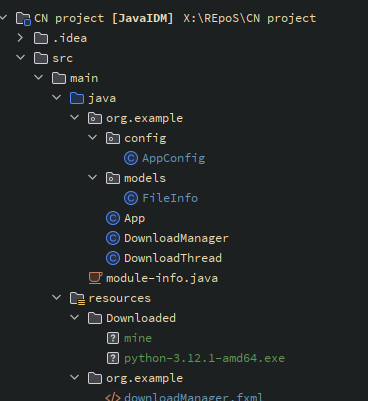 CN project [JavaIDM] X:\REpoS\CN project
.idea
src
main
java
org.example
config
AppConfig
models
FileInfo
App
DownloadManager
DownloadThread
module-info.java
resources
Downloaded
mine
python-3.12.1-amd64.exe
org.example
downloadManager.fxml